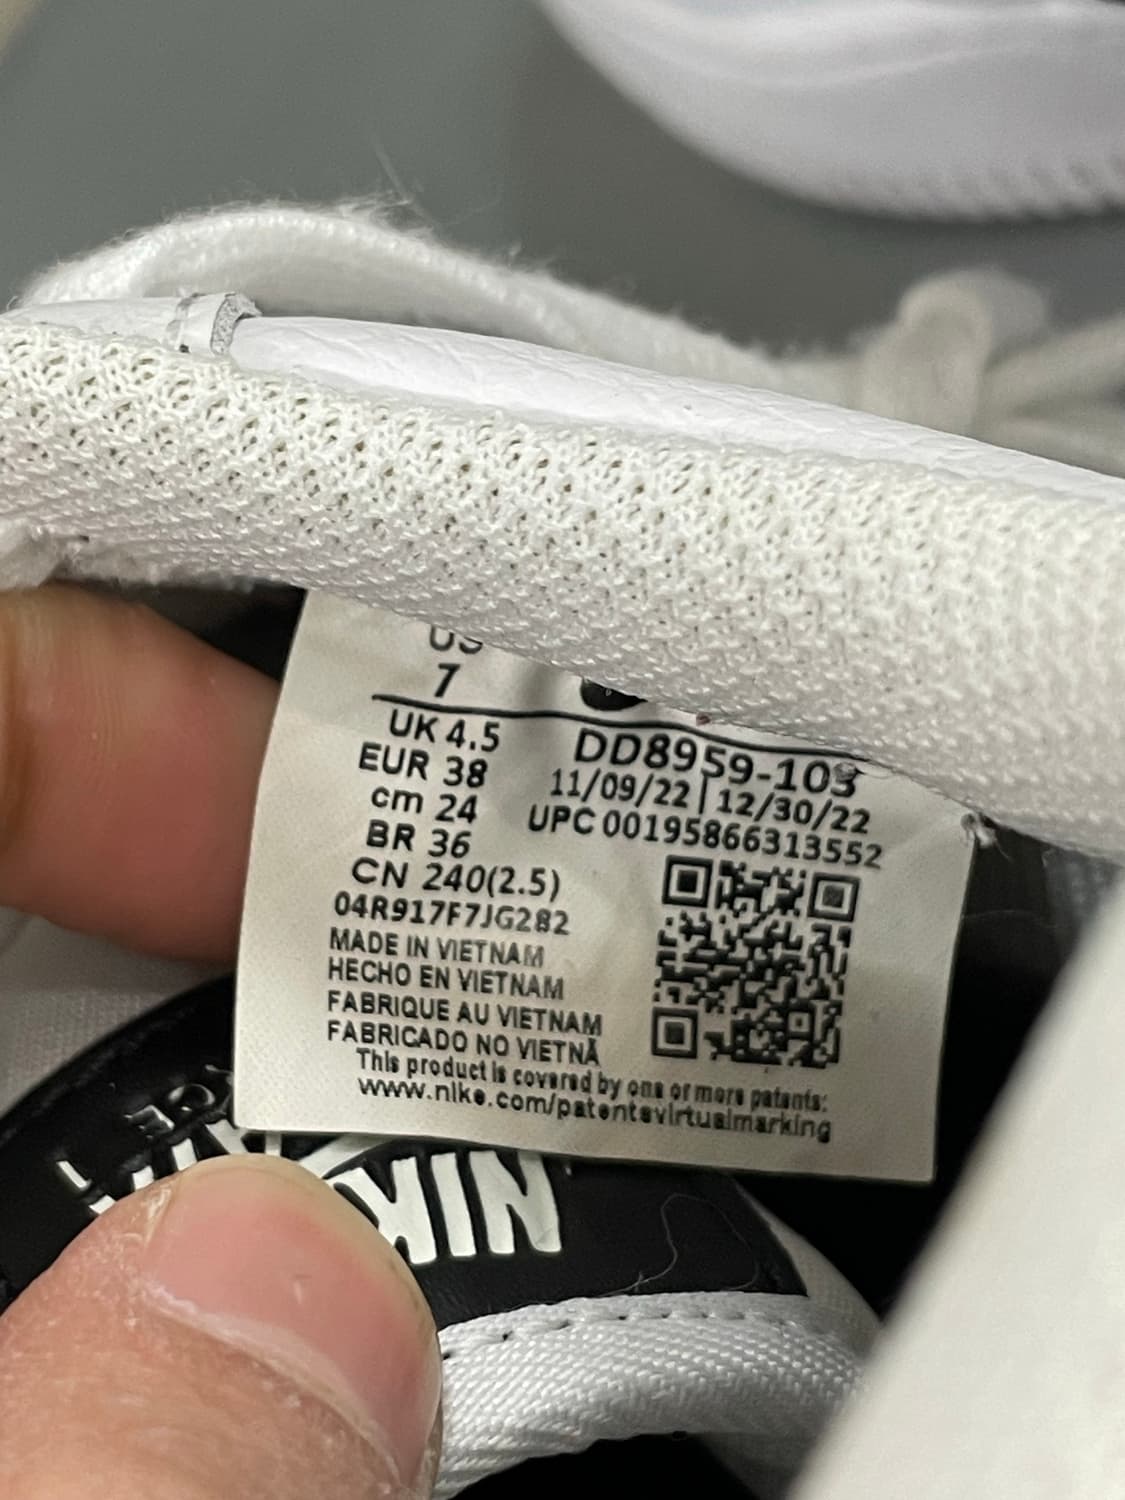 US
7
UK 4.5
EUR 38
cm 24
BR 36
CN 240(2.5)
04R917F7JG282
MADE IN VIETNAM
HECHO EN VIETNAM
FABRIQUE AU VIETNAM
FABRICADO NO VIETNÃ
DD8959-103
11/09/22 | 12/30/22
UPC 00195866313552
This product is covered by one or more patents:
www.nike.com/patentsvirtualmarking
NIKE